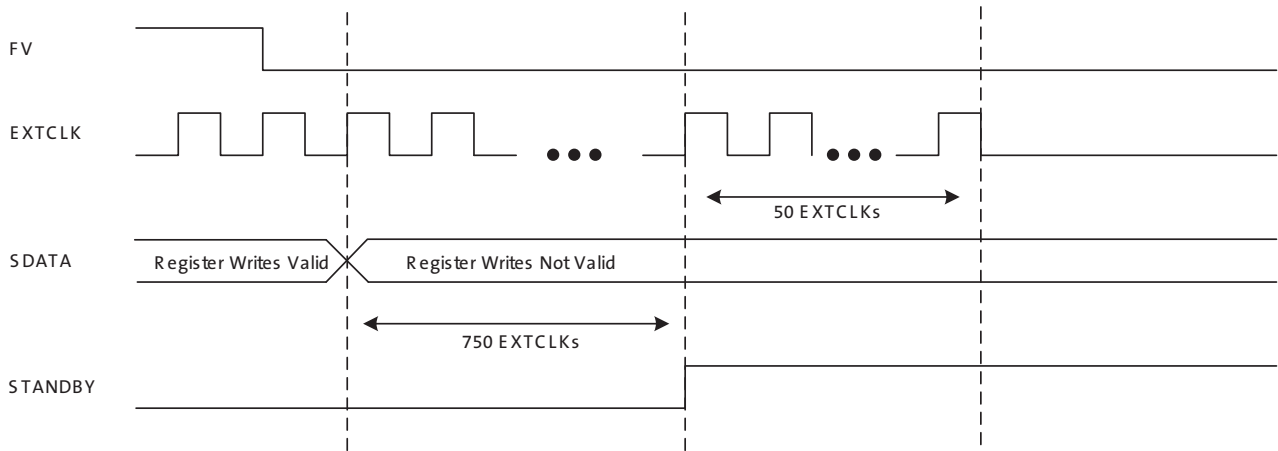 FV
EXTCLK
50 EXTCLKs
SDATA
Register Writes Valid
Register Writes Not Valid
750 EXTCLKs
STANDBY